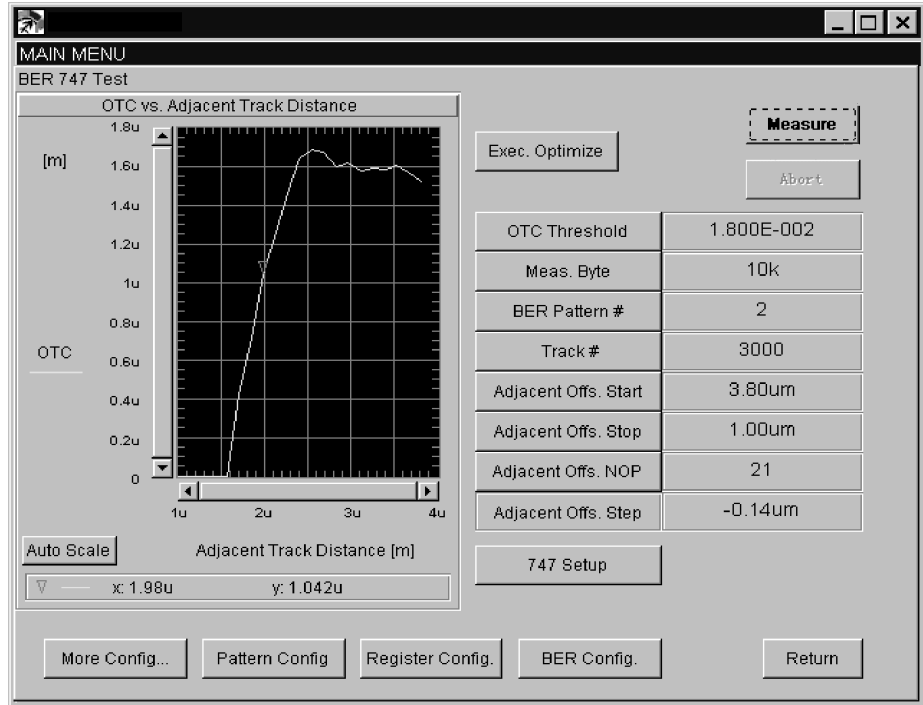 MAIN MENU
BER 747 Test
OTC vs. Adjacent Track Distance
[m]
1.8u
1.6u
1.4u
1.2u
1u
0.8u
0.6u
0.4u
0.2u
0
OTC
1u 2u 3u 4u
Auto Scale
Adjacent Track Distance [m]
x: 1.98u y: 1.042u
Exec. Optimize
Measure
Abort
OTC Threshold 1.800E-002
Meas. Byte 10k
BER Pattern # 2
Track # 3000
Adjacent Offs. Start 3.80um
Adjacent Offs. Stop 1.00um
Adjacent Offs. NOP 21
Adjacent Offs. Step -0.14um
747 Setup
More Config... Pattern Config Register Config. BER Config. Return